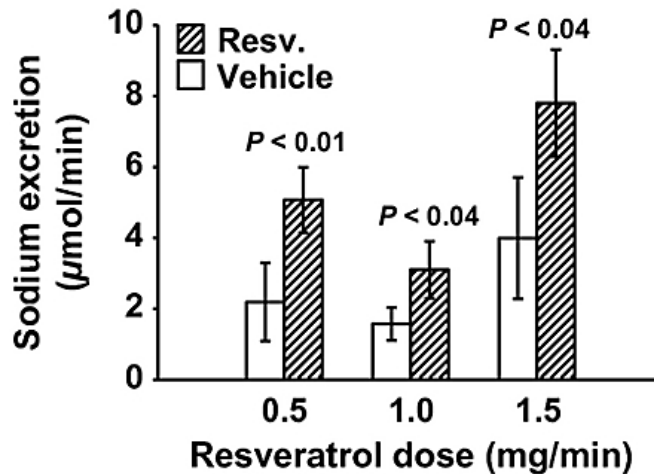 10
8
6
4
2
0
Sodium excretion
(µmol/min)
Resv.
Vehicle
P < 0.01
P < 0.04
P < 0.04
0.5 1.0 1.5
Resveratrol dose (mg/min)